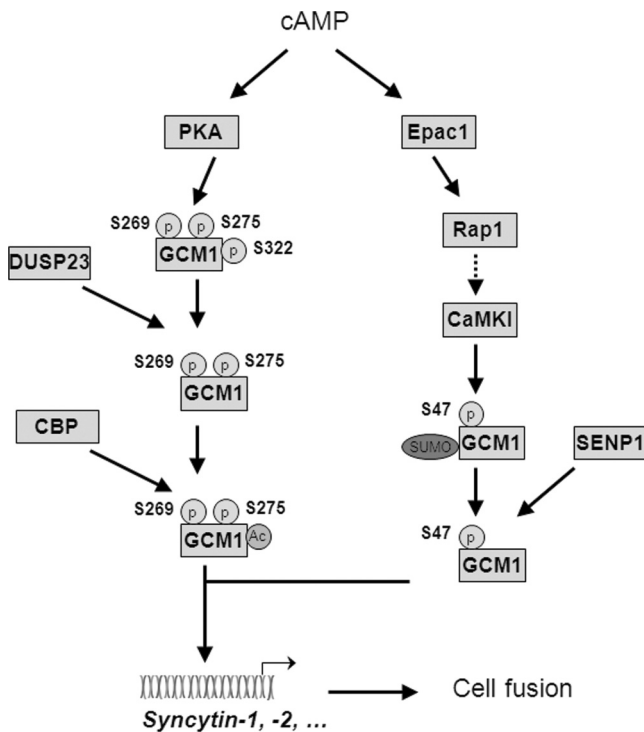 cAMP
PKA
Epac1
S269 p p S275
GCM1 p S322
Rap1
DUSP23
CaMKI
S269 p p S275
GCM1
S47 p
CBP
SUMO GCM1
SENP1
S269 p p S275
GCM1 Ac
S47 p
GCM1
Syncytin-1, -2, ...
Cell fusion